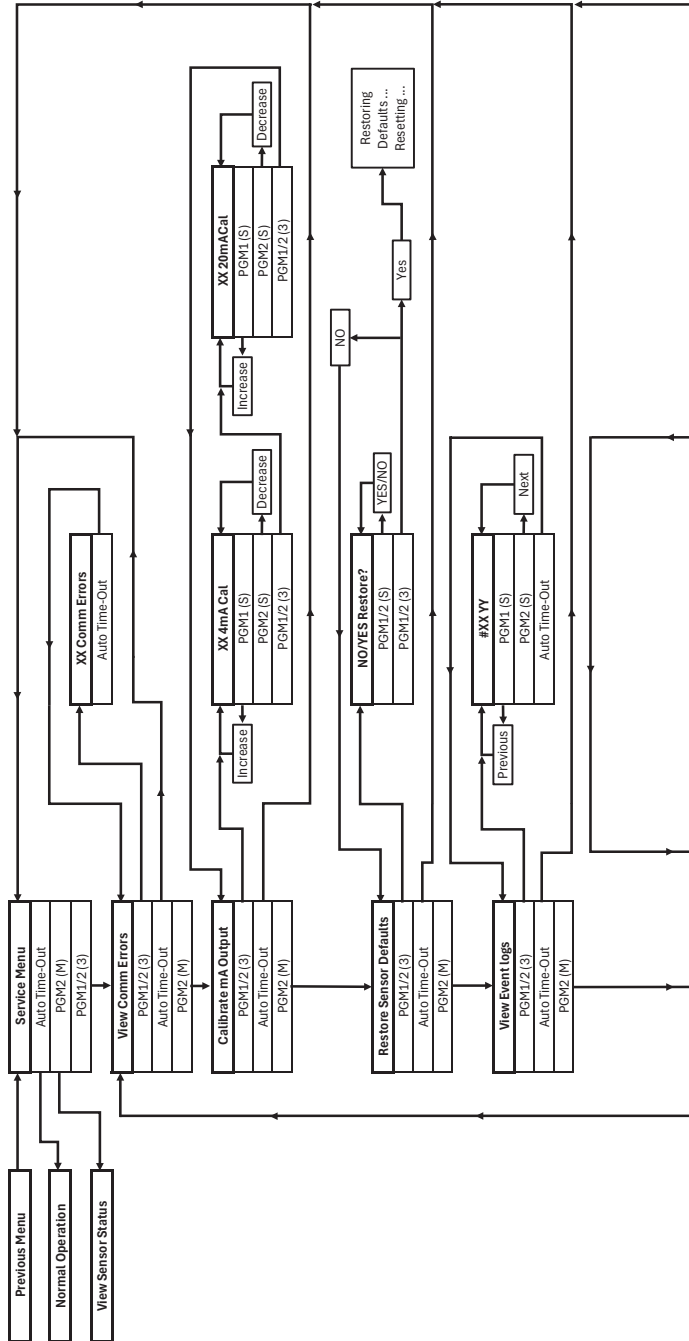 Previous Menu
Normal Operation
View Sensor Status
Service Menu
Auto Time-Out
PGM2 (M)
PGM1/2 (3)
View Comm Errors
PGM1/2 (3)
Auto Time-Out
PGM2 (M)
XX Comm Errors
Auto Time-Out
Calibrate mA Output
PGM1/2 (3)
Auto Time-Out
PGM2 (M)
Increase
XX 4mA Cal
PGM1 (S)
PGM2 (S)
PGM1/2 (3)
Decrease
Increase
XX 20mACal
PGM1 (S)
PGM2 (S)
PGM1/2 (3)
Decrease
Restore Sensor Defaults
PGM1/2 (3)
Auto Time-Out
PGM2 (M)
NO/YES Restore?
PGM1/2 (S)
PGM1/2 (3)
YES/NO
NO
Yes
Restoring
Defaults ...
Resetting ...
View Event logs
PGM1/2 (3)
Auto Time-Out
PGM2 (M)
Previous
#XX YY
PGM1 (S)
PGM2 (S)
Auto Time-Out
Next